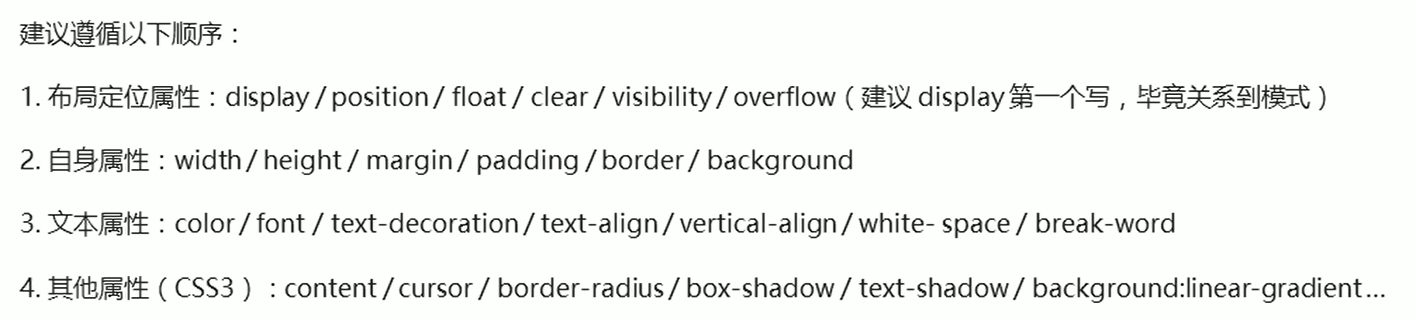 建议遵循以下顺序：
1. 布局定位属性：display / position / float / clear / visibility / overflow（建议 display 第一个写，毕竟关系到模式）
2. 自身属性：width / height / margin / padding / border / background
3. 文本属性：color / font / text-decoration / text-align / vertical-align / white- space / break-word
4. 其他属性（CSS3）：content / cursor / border-radius / box-shadow / text-shadow / background:linear-gradient…